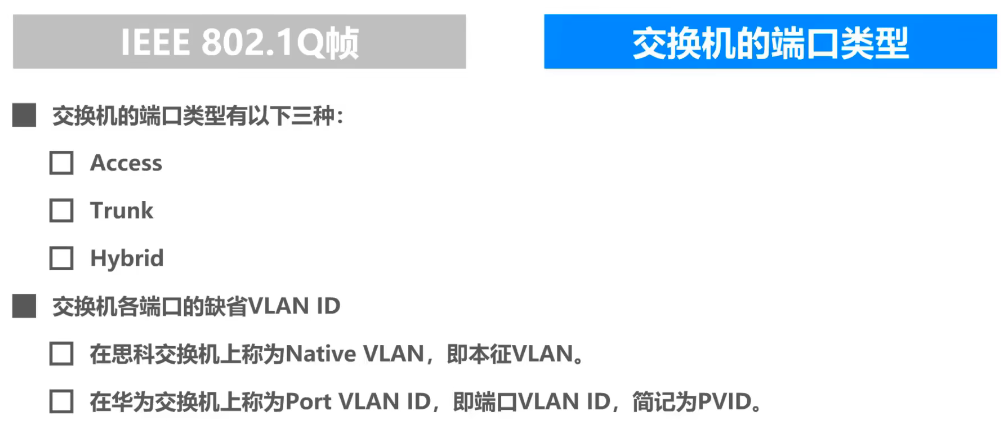 IEEE 802.1Q帧
交换机的端口类型
交换机的端口类型有以下三种：
Access
Trunk
Hybrid
交换机各端口的缺省VLAN ID
在思科交换机上称为Native VLAN，即本征VLAN。
在华为交换机上称为Port VLAN ID，即端口VLAN ID，简记为PVID。